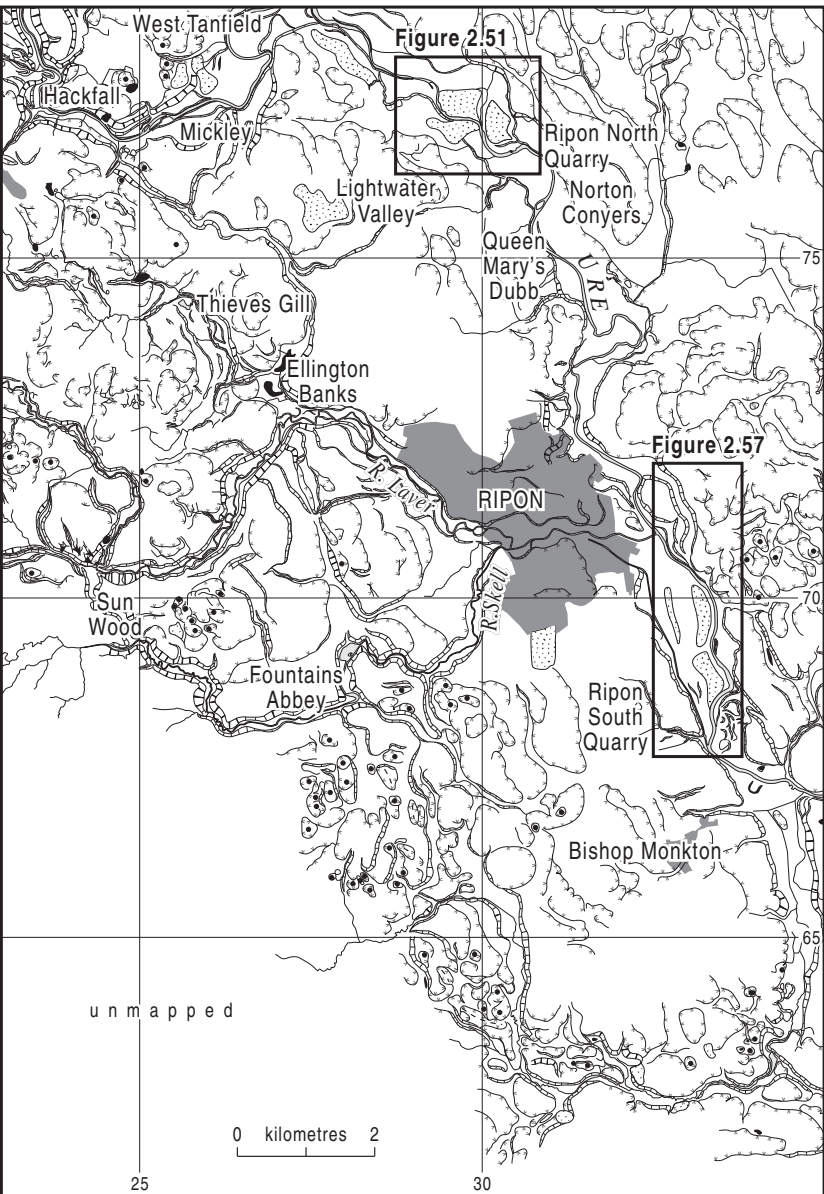 West Tanfield
Figure 2.51
Hackfall
Mickley
Ripon North
Quarry
Lightwater
Valley
Norton
Conyers
Queen
Mary's
Dubb
URE
75
Thieves Gill
Ellington
Banks
Figure 2.57
R. Laver
RIPON
R. Skell
70
Sun
Wood
Fountains
Abbey
Ripon
South
Quarry
Bishop Monkton
65
unmapped
0 kilometres 2
25
30